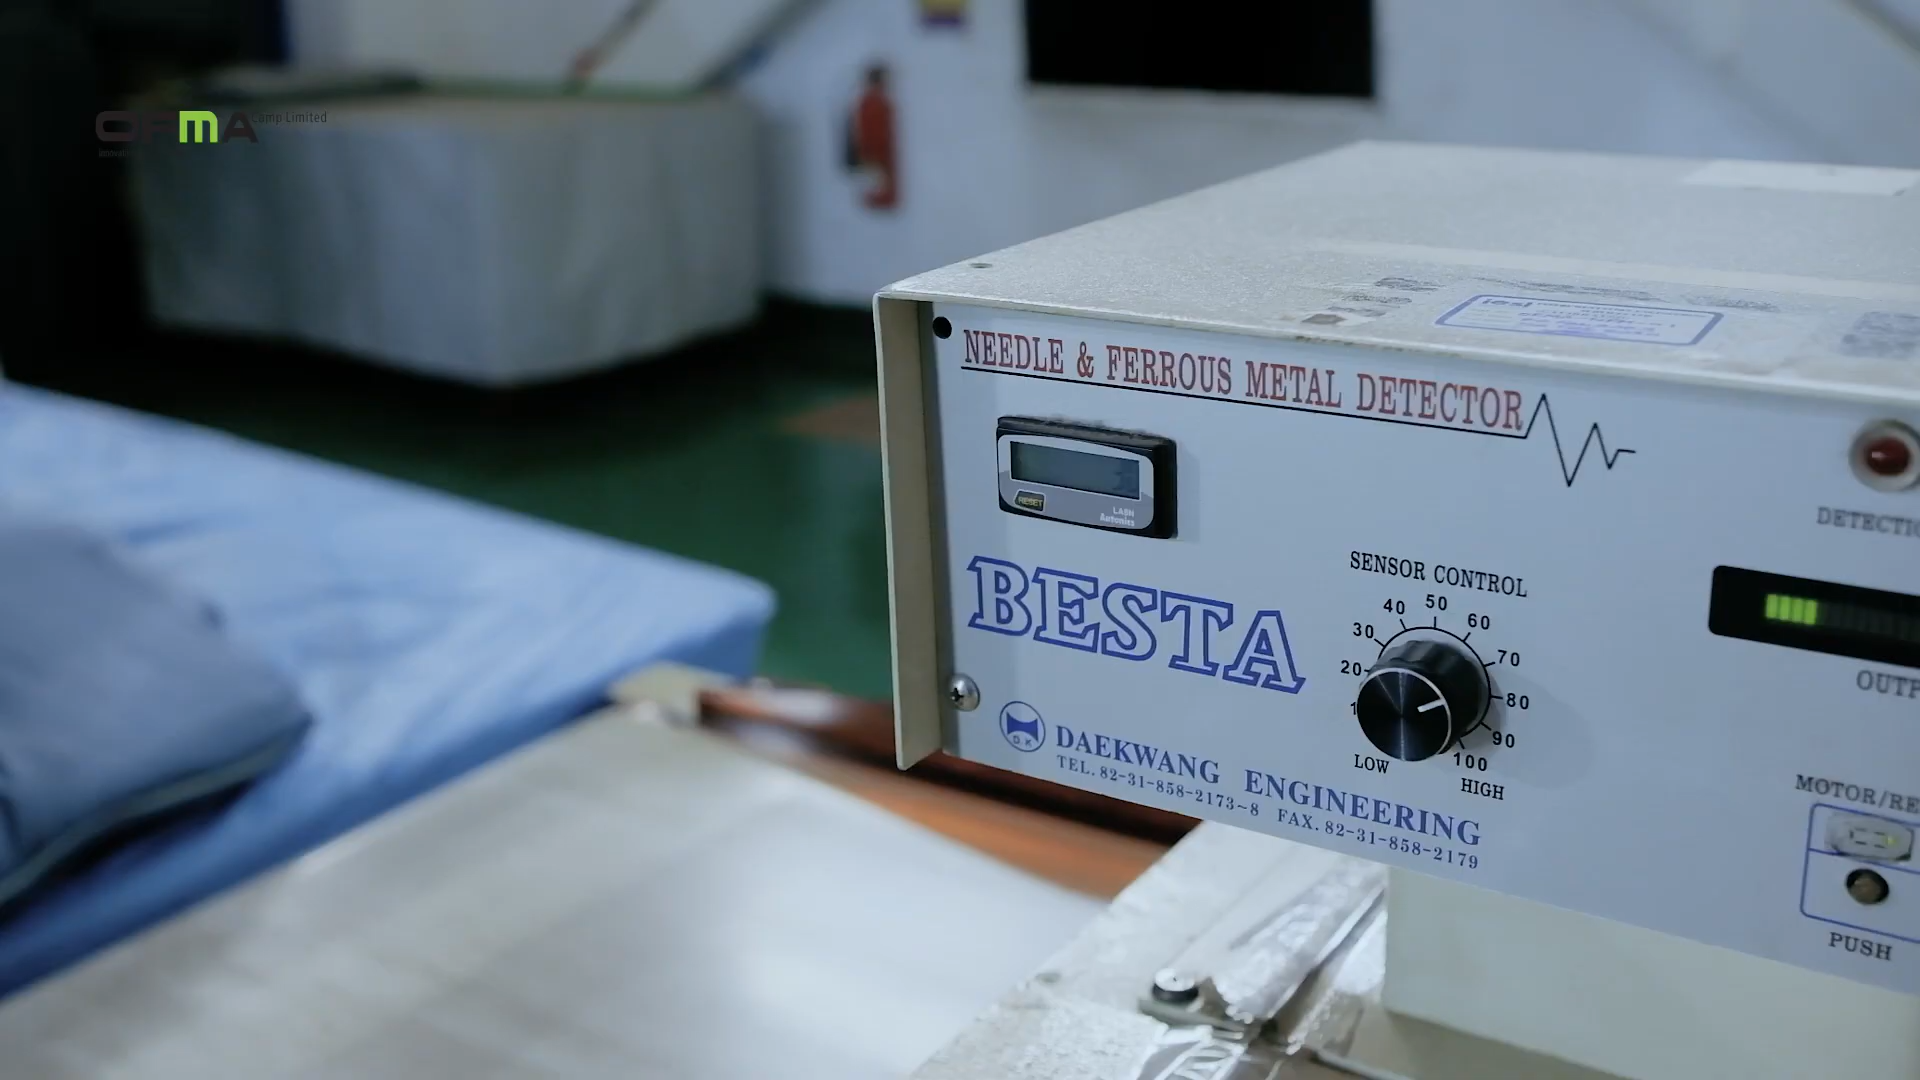 OFMA Camp Limited
NEEDLE & FERROUS METAL DETECTOR
RESET
LA8N
Autonics
DETECTIO
BESTA
SENSOR CONTROL
20 30 40 50 60 70 80 90 100
LOW
HIGH
OUTP
D.K
DAEKWANG ENGINEERING
TEL. 82-31-858-2173~8 FAX. 82-31-858-2179
MOTOR/RE
PUSH